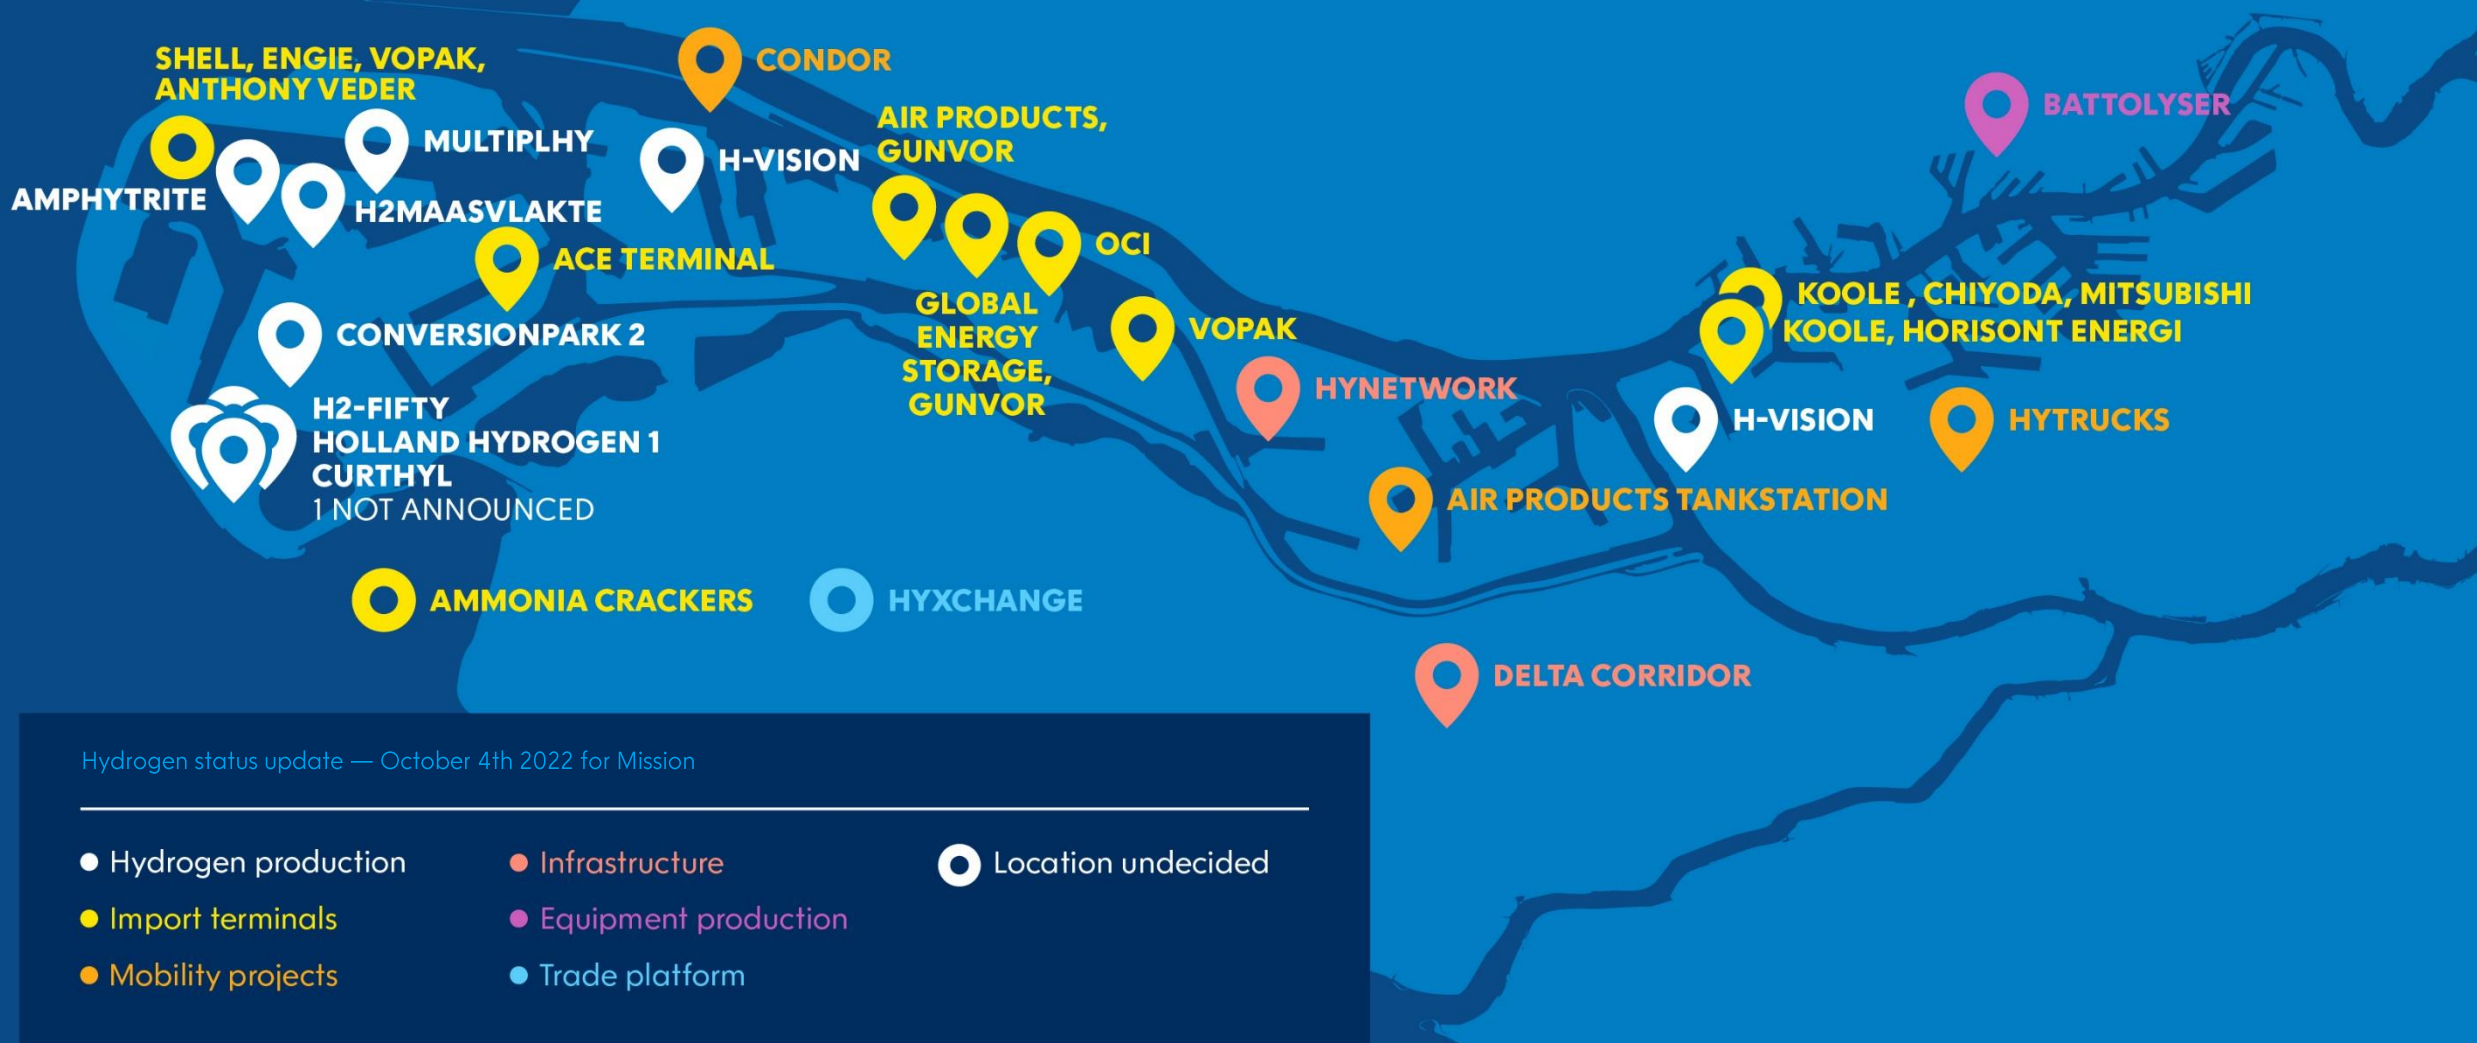 SHELL, ENGIE, VOPAK,
ANTHONY VEDER
CONDOR
MULTIPLHY
H-VISION
AIR PRODUCTS,
GUNVOR
BATTOLYSER
AMPHYTRITE
H2MAASVLAKTE
ACE TERMINAL
OCI
GLOBAL
ENERGY
STORAGE,
GUNVOR
VOPAK
KOOLE , CHIYODA, MITSUBISHI
KOOLE, HORISONT ENERGI
CONVERSIONPARK 2
HYNETWORK
H2-FIFTY
HOLLAND HYDROGEN 1
CURTHYL
1 NOT ANNOUNCED
H-VISION
HYTRUCKS
AIR PRODUCTS TANKSTATION
AMMONIA CRACKERS
HYXCHANGE
DELTA CORRIDOR
Hydrogen status update — October 4th 2022 for Mission
Hydrogen production
Import terminals
Mobility projects
Infrastructure
Equipment production
Trade platform
Location undecided